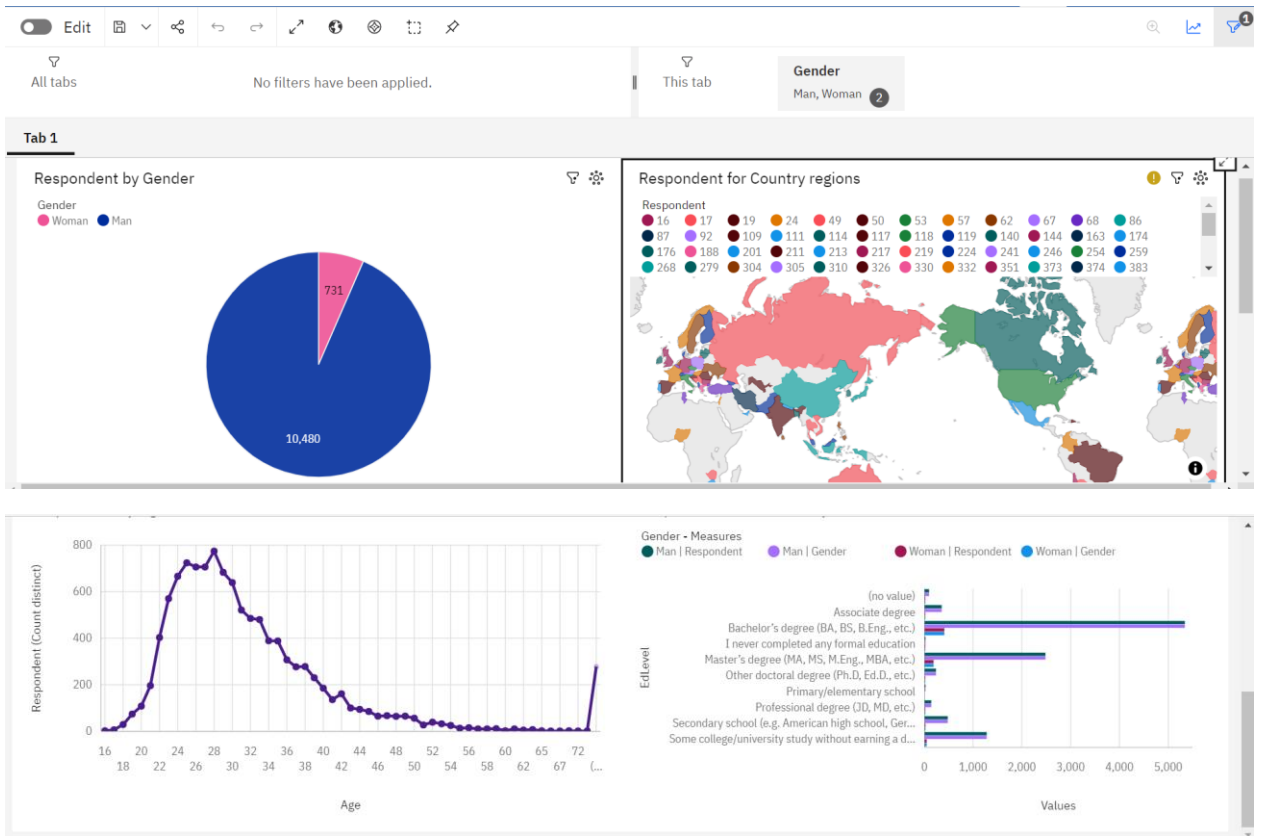 Edit
1
All tabs
No filters have been applied.
This tab
Gender
Man, Woman 2
Tab 1
Respondent by Gender
Gender
Woman Man
731
10,480
Respondent for Country regions
Respondent
16 17 19 24 49 50 53 57 62 67 68 86
87 92 109 111 114 117 118 119 140 144 163 174
176 188 201 211 213 217 219 224 241 246 254 259
268 279 304 305 310 326 330 332 351 373 374 383
Respondent (Count distinct)
800
600
400
200
0
16 20 24 28 32 36 40 44 48 52 56 60 65 72
18 22 26 30 34 38 42 46 50 54 58 62 67 (...
Age
Gender - Measures
Man | Respondent Man | Gender Woman | Respondent Woman | Gender
EdLevel
(no value)
Associate degree
Bachelor's degree (BA, BS, B.Eng., etc.)
I never completed any formal education
Master's degree (MA, MS, M.Eng., MBA, etc.)
Other doctoral degree (Ph.D, Ed.D., etc.)
Primary/elementary school
Professional degree (JD, MD, etc.)
Secondary school (e.g. American high school, Ger...
Some college/university study without earning a d...
0 1,000 2,000 3,000 4,000 5,000
Values